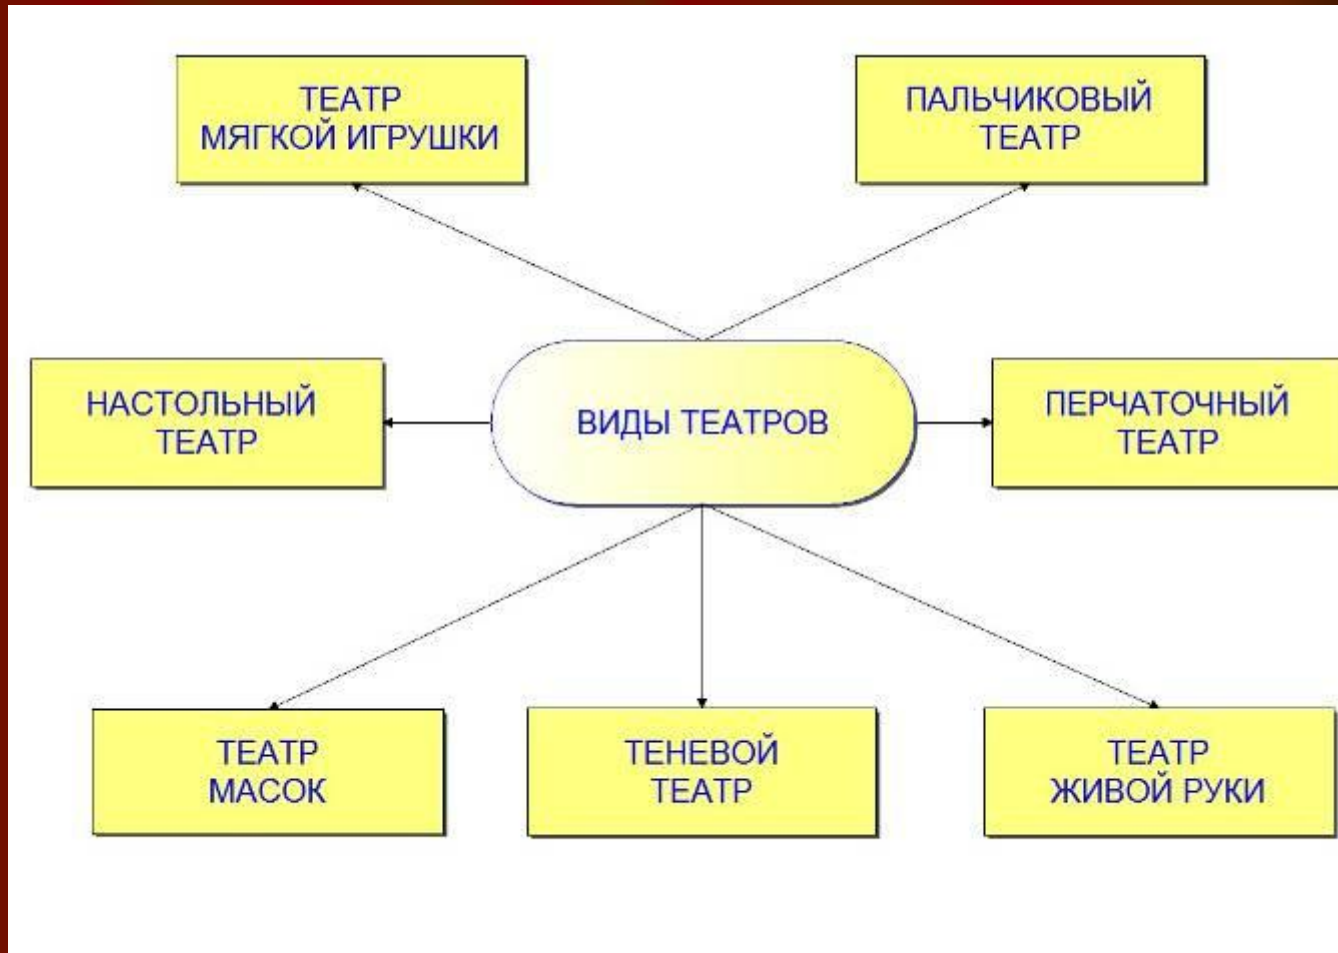 ТЕАТР
МЯГКОЙ ИГРУШКИ
ПАЛЬЧИКОВЫЙ
ТЕАТР
НАСТОЛЬНЫЙ
ТЕАТР
ВИДЫ ТЕАТРОВ
ПЕРЧАТОЧНЫЙ
ТЕАТР
ТЕАТР
МАСОК
ТЕНЕВОЙ
ТЕАТР
ТЕАТР
ЖИВОЙ РУКИ